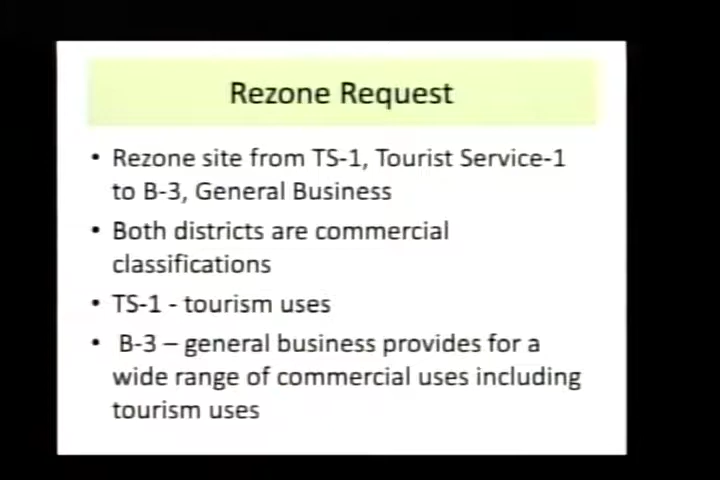 Rezone Request
• Rezone site from TS-1, Tourist Service-1
to B-3, General Business
• Both districts are commercial
classifications
• TS-1 - tourism uses
• B-3 – general business provides for a
wide range of commercial uses including
tourism uses